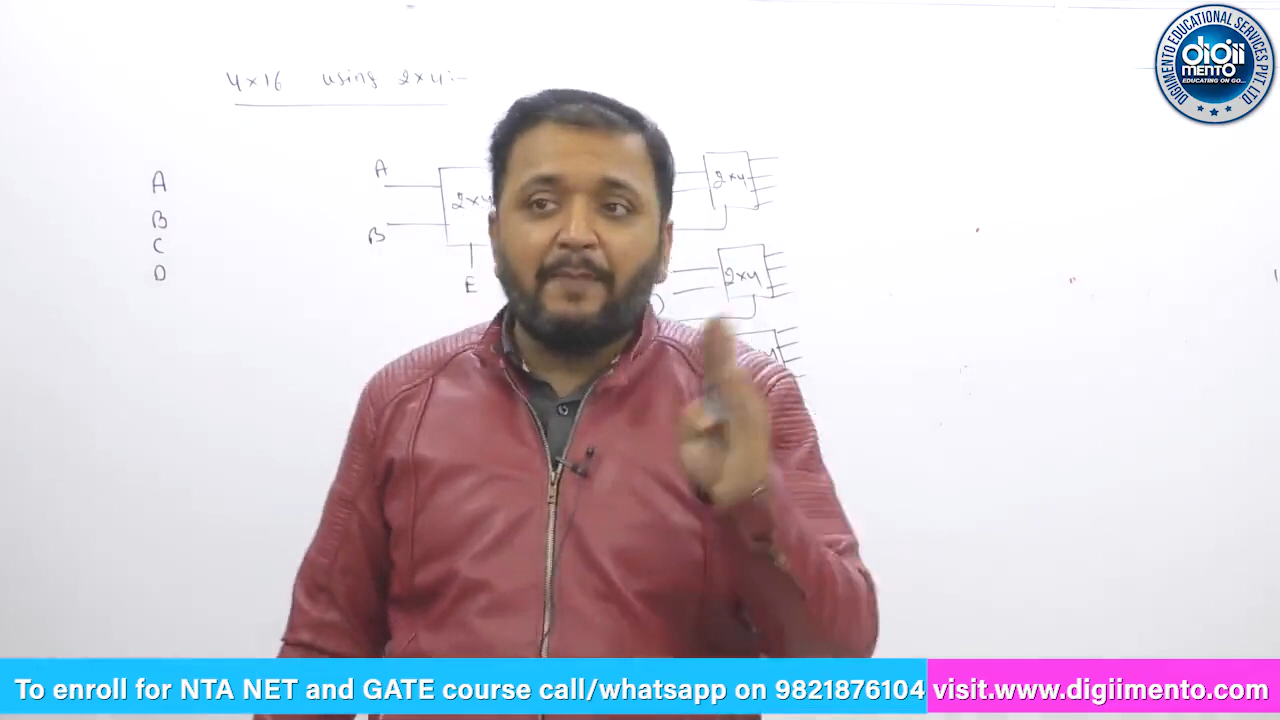 DIGIIMENTO EDUCATIONAL SERVICES PVT. LTD
digii
MENTO
EDUCATING ON GO...
4×16 using 2×4:-
A
B
C
D
A
B
2×4
E
2×4
2×4
To enroll for NTA NET and GATE course call/whatsapp on 9821876104 visit.www.digiimento.com